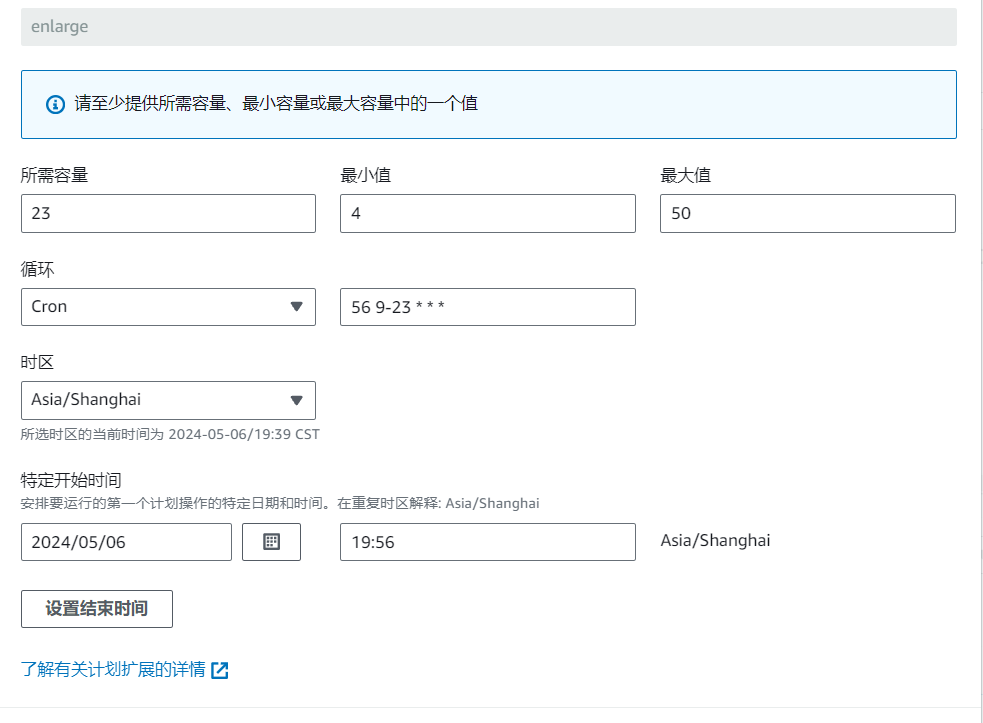 enlarge
请至少提供所需容量、最小容量或最大容量中的一个值
所需容量 最小值 最大值
23 4 50
循环
Cron 56 9-23 * * *
时区
Asia/Shanghai
所选时区的当前时间为 2024-05-06/19:39 CST
特定开始时间
安排要运行的第一个计划操作的特定日期和时间。在重复时区解释: Asia/Shanghai
2024/05/06 19:56 Asia/Shanghai
设置结束时间
了解有关计划扩展的详情